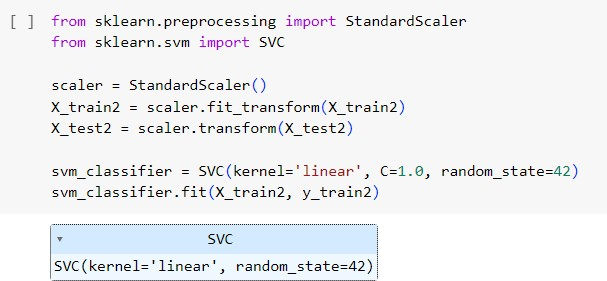 [ ] from sklearn.preprocessing import StandardScaler
from sklearn.svm import SVC
scaler = StandardScaler()
X_train2 = scaler.fit_transform(X_train2)
X_test2 = scaler.transform(X_test2)
svm_classifier = SVC(kernel='linear', C=1.0, random_state=42)
svm_classifier.fit(X_train2, y_train2)
▾ SVC
SVC(kernel='linear', random_state=42)